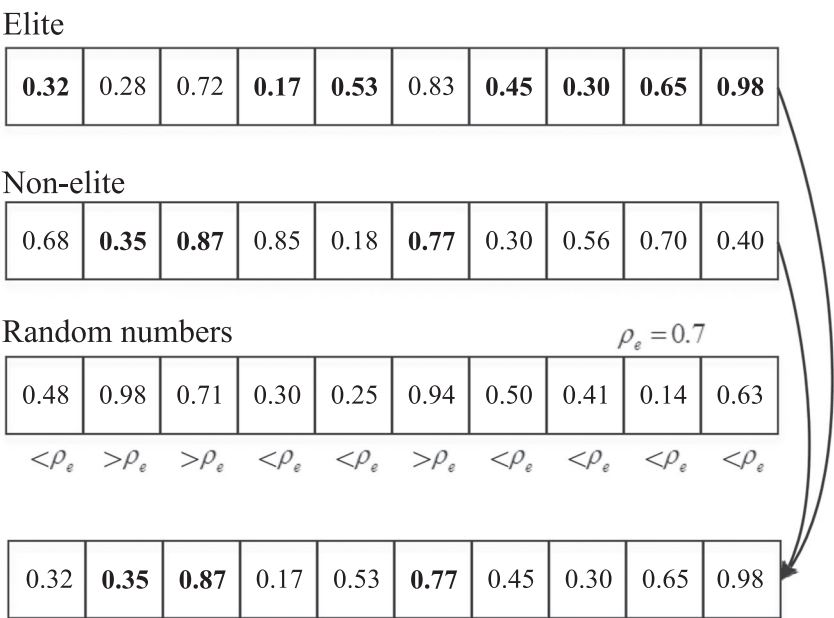 Elite
0.32 0.28 0.72 0.17 0.53 0.83 0.45 0.30 0.65 0.98
Non-elite
0.68 0.35 0.87 0.85 0.18 0.77 0.30 0.56 0.70 0.40
Random numbers ρₑ = 0.7
0.48 0.98 0.71 0.30 0.25 0.94 0.50 0.41 0.14 0.63
<ρₑ >ρₑ >ρₑ <ρₑ <ρₑ >ρₑ <ρₑ <ρₑ <ρₑ <ρₑ
0.32 0.35 0.87 0.17 0.53 0.77 0.45 0.30 0.65 0.98